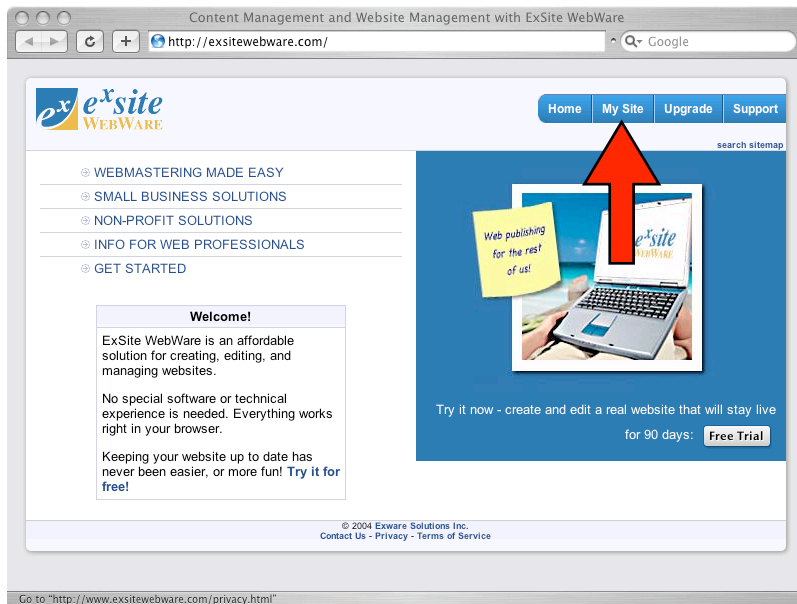 Content Management and Website Management with ExSite WebWare
http://exsitewebware.com/
Google
exsite
WEBWARE
Home My Site Upgrade Support
search sitemap
WEBMASTERING MADE EASY
SMALL BUSINESS SOLUTIONS
NON-PROFIT SOLUTIONS
INFO FOR WEB PROFESSIONALS
GET STARTED
Welcome!
ExSite WebWare is an affordable
solution for creating, editing, and
managing websites.
No special software or technical
experience is needed. Everything works
right in your browser.
Keeping your website up to date has
never been easier, or more fun! Try it for
free!
Web publishing
for the rest
of us!
exsite
WEBWARE
Try it now - create and edit a real website that will stay live
for 90 days: Free Trial
© 2004 Exware Solutions Inc.
Contact Us - Privacy - Terms of Service
Go to "http://www.exsitewebware.com/privacy.html"